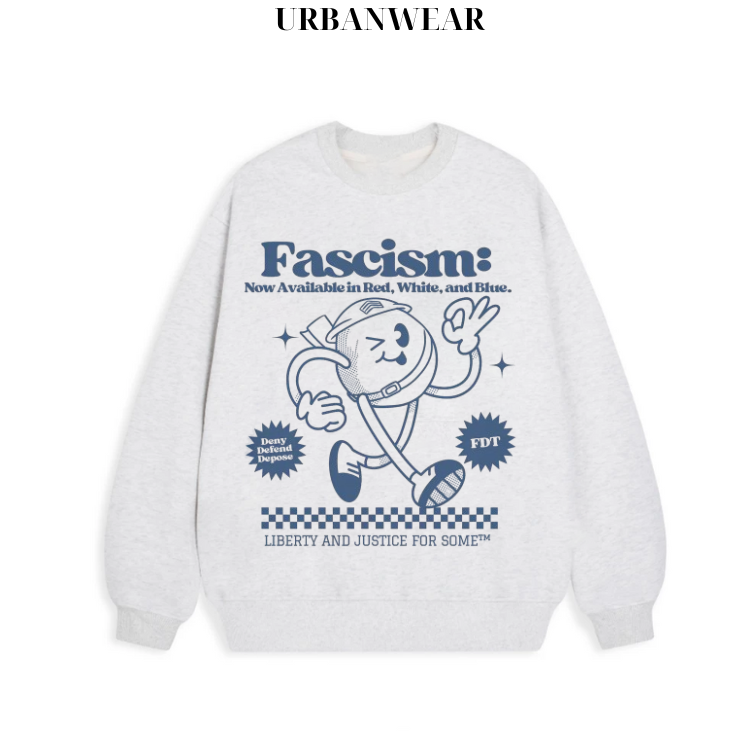 URBANWEAR
Fascism:
Now Available in Red, White, and Blue.
Deny
Defend
Depose
FDT
LIBERTY AND JUSTICE FOR SOME™